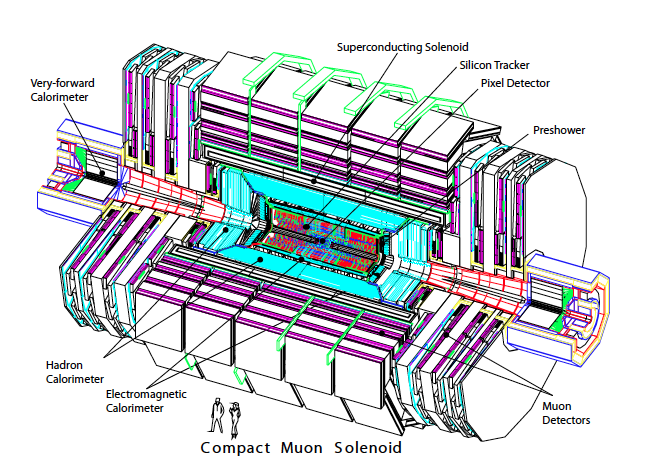 Superconducting Solenoid
Silicon Tracker
Pixel Detector
Very-forward
Calorimeter
Preshower
Hadron
Calorimeter
Electromagnetic
Calorimeter
Muon
Detectors
Compact Muon Solenoid